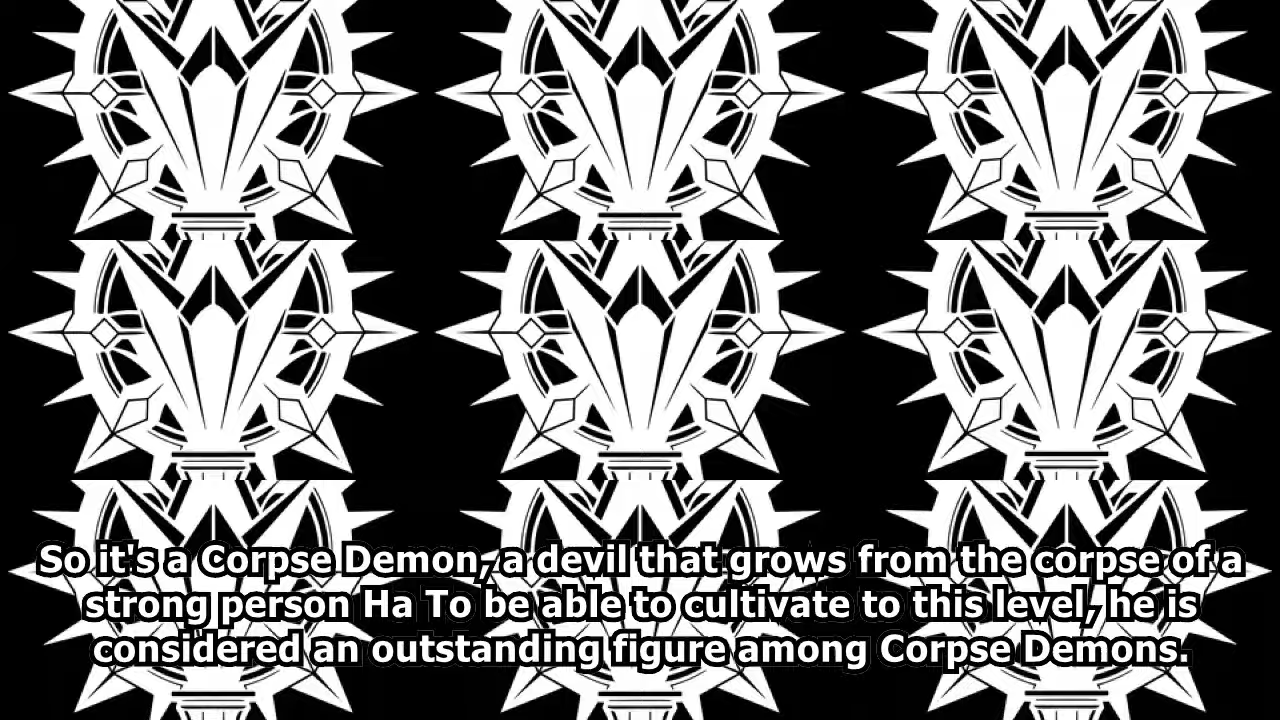 So it's a Corpse Demon, a devil that grows from the corpse of a
strong person Ha To be able to cultivate to this level, he is
considered an outstanding figure among Corpse Demons.